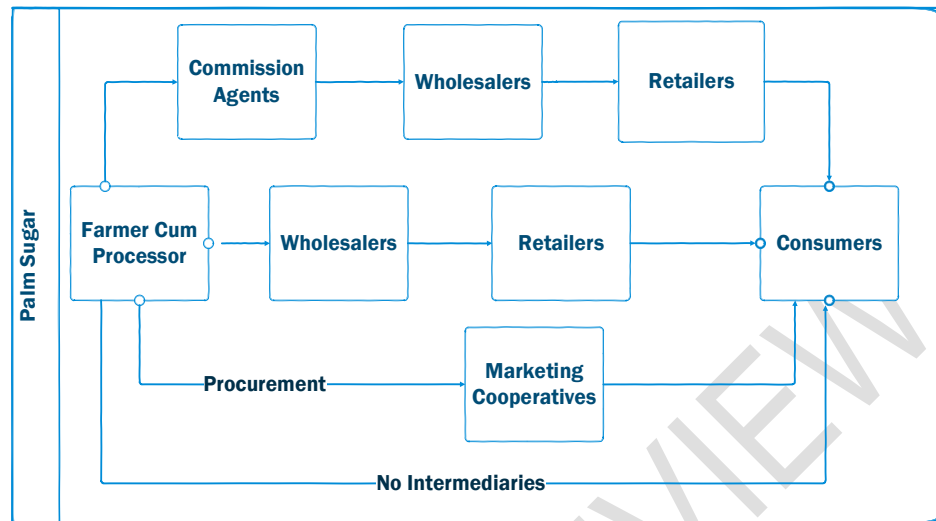 Palm Sugar
Commission
Agents
Wholesalers
Retailers
Farmer Cum
Processor
Wholesalers
Retailers
Consumers
Procurement
Marketing
Cooperatives
No Intermediaries
VIEW